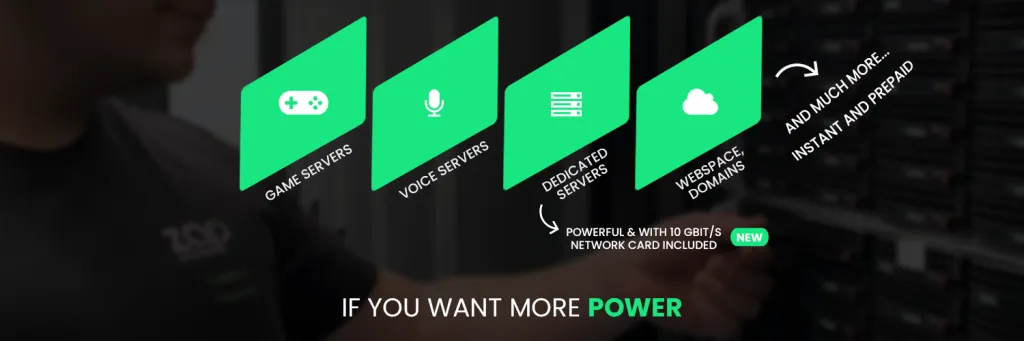 GAME SERVERS
VOICE SERVERS
DEDICATED
SERVERS
WEBSPACE,
DOMAINS
AND MUCH MORE...
INSTANT AND PREPAID
POWERFUL & WITH 10 GBIT/S
NETWORK CARD INCLUDED
NEW
ZAP
IF YOU WANT MORE POWER